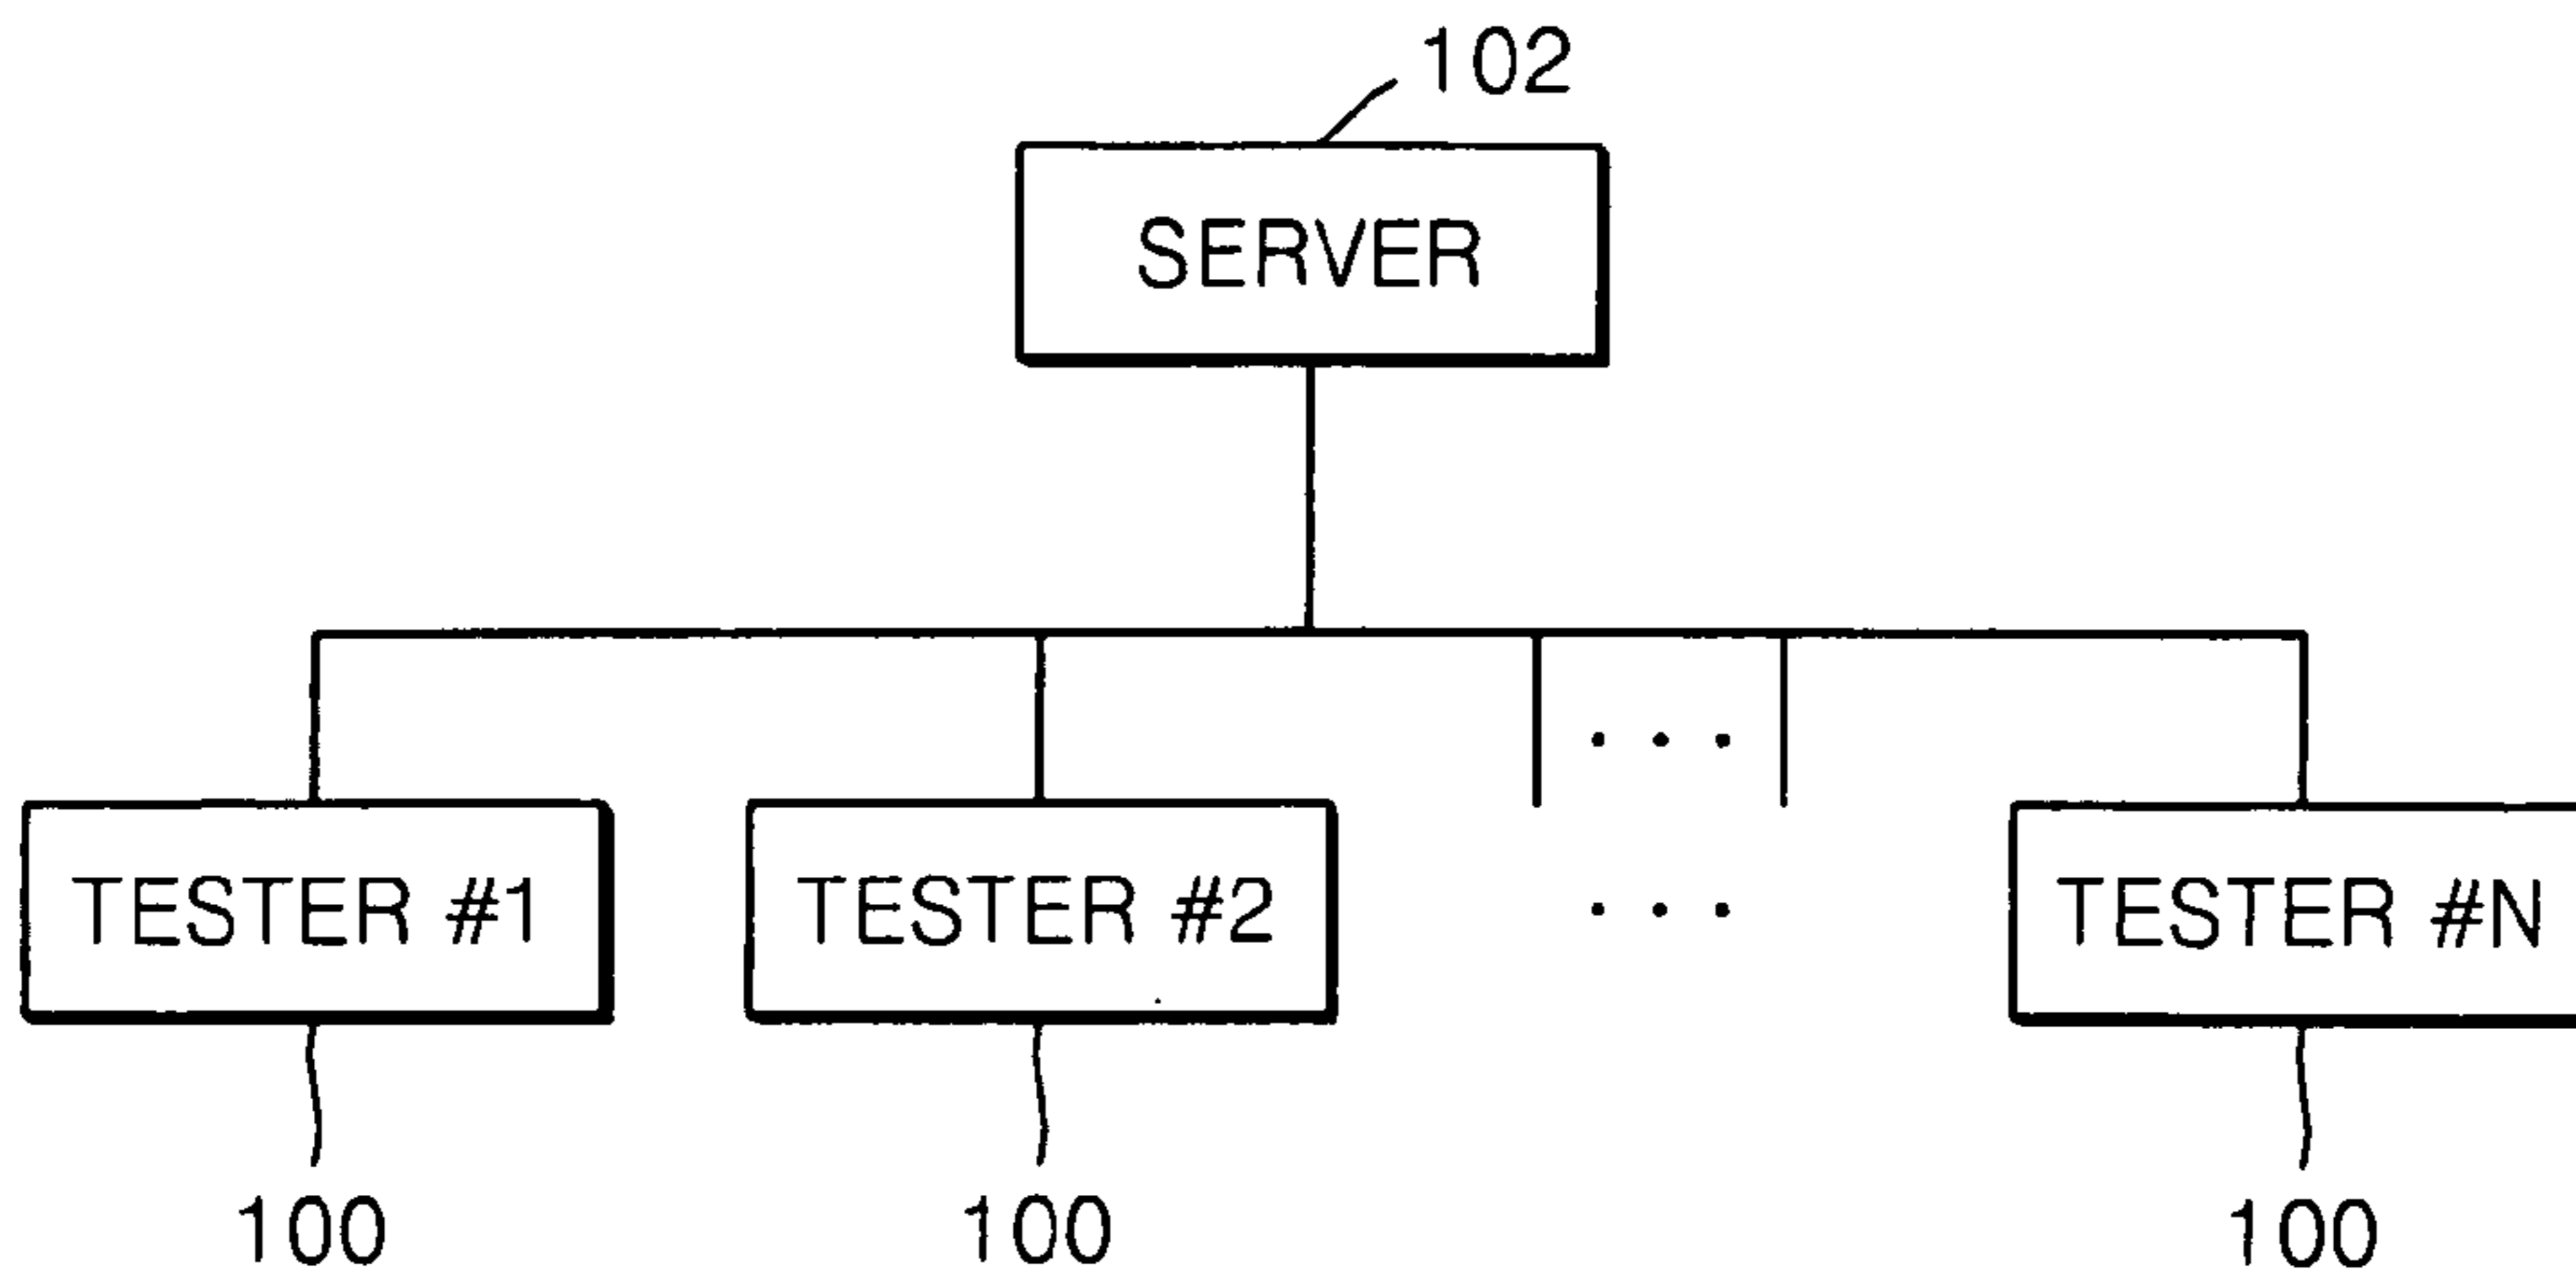 102
SERVER
. . .
TESTER #1
TESTER #2
. . .
TESTER #N
100
100
100